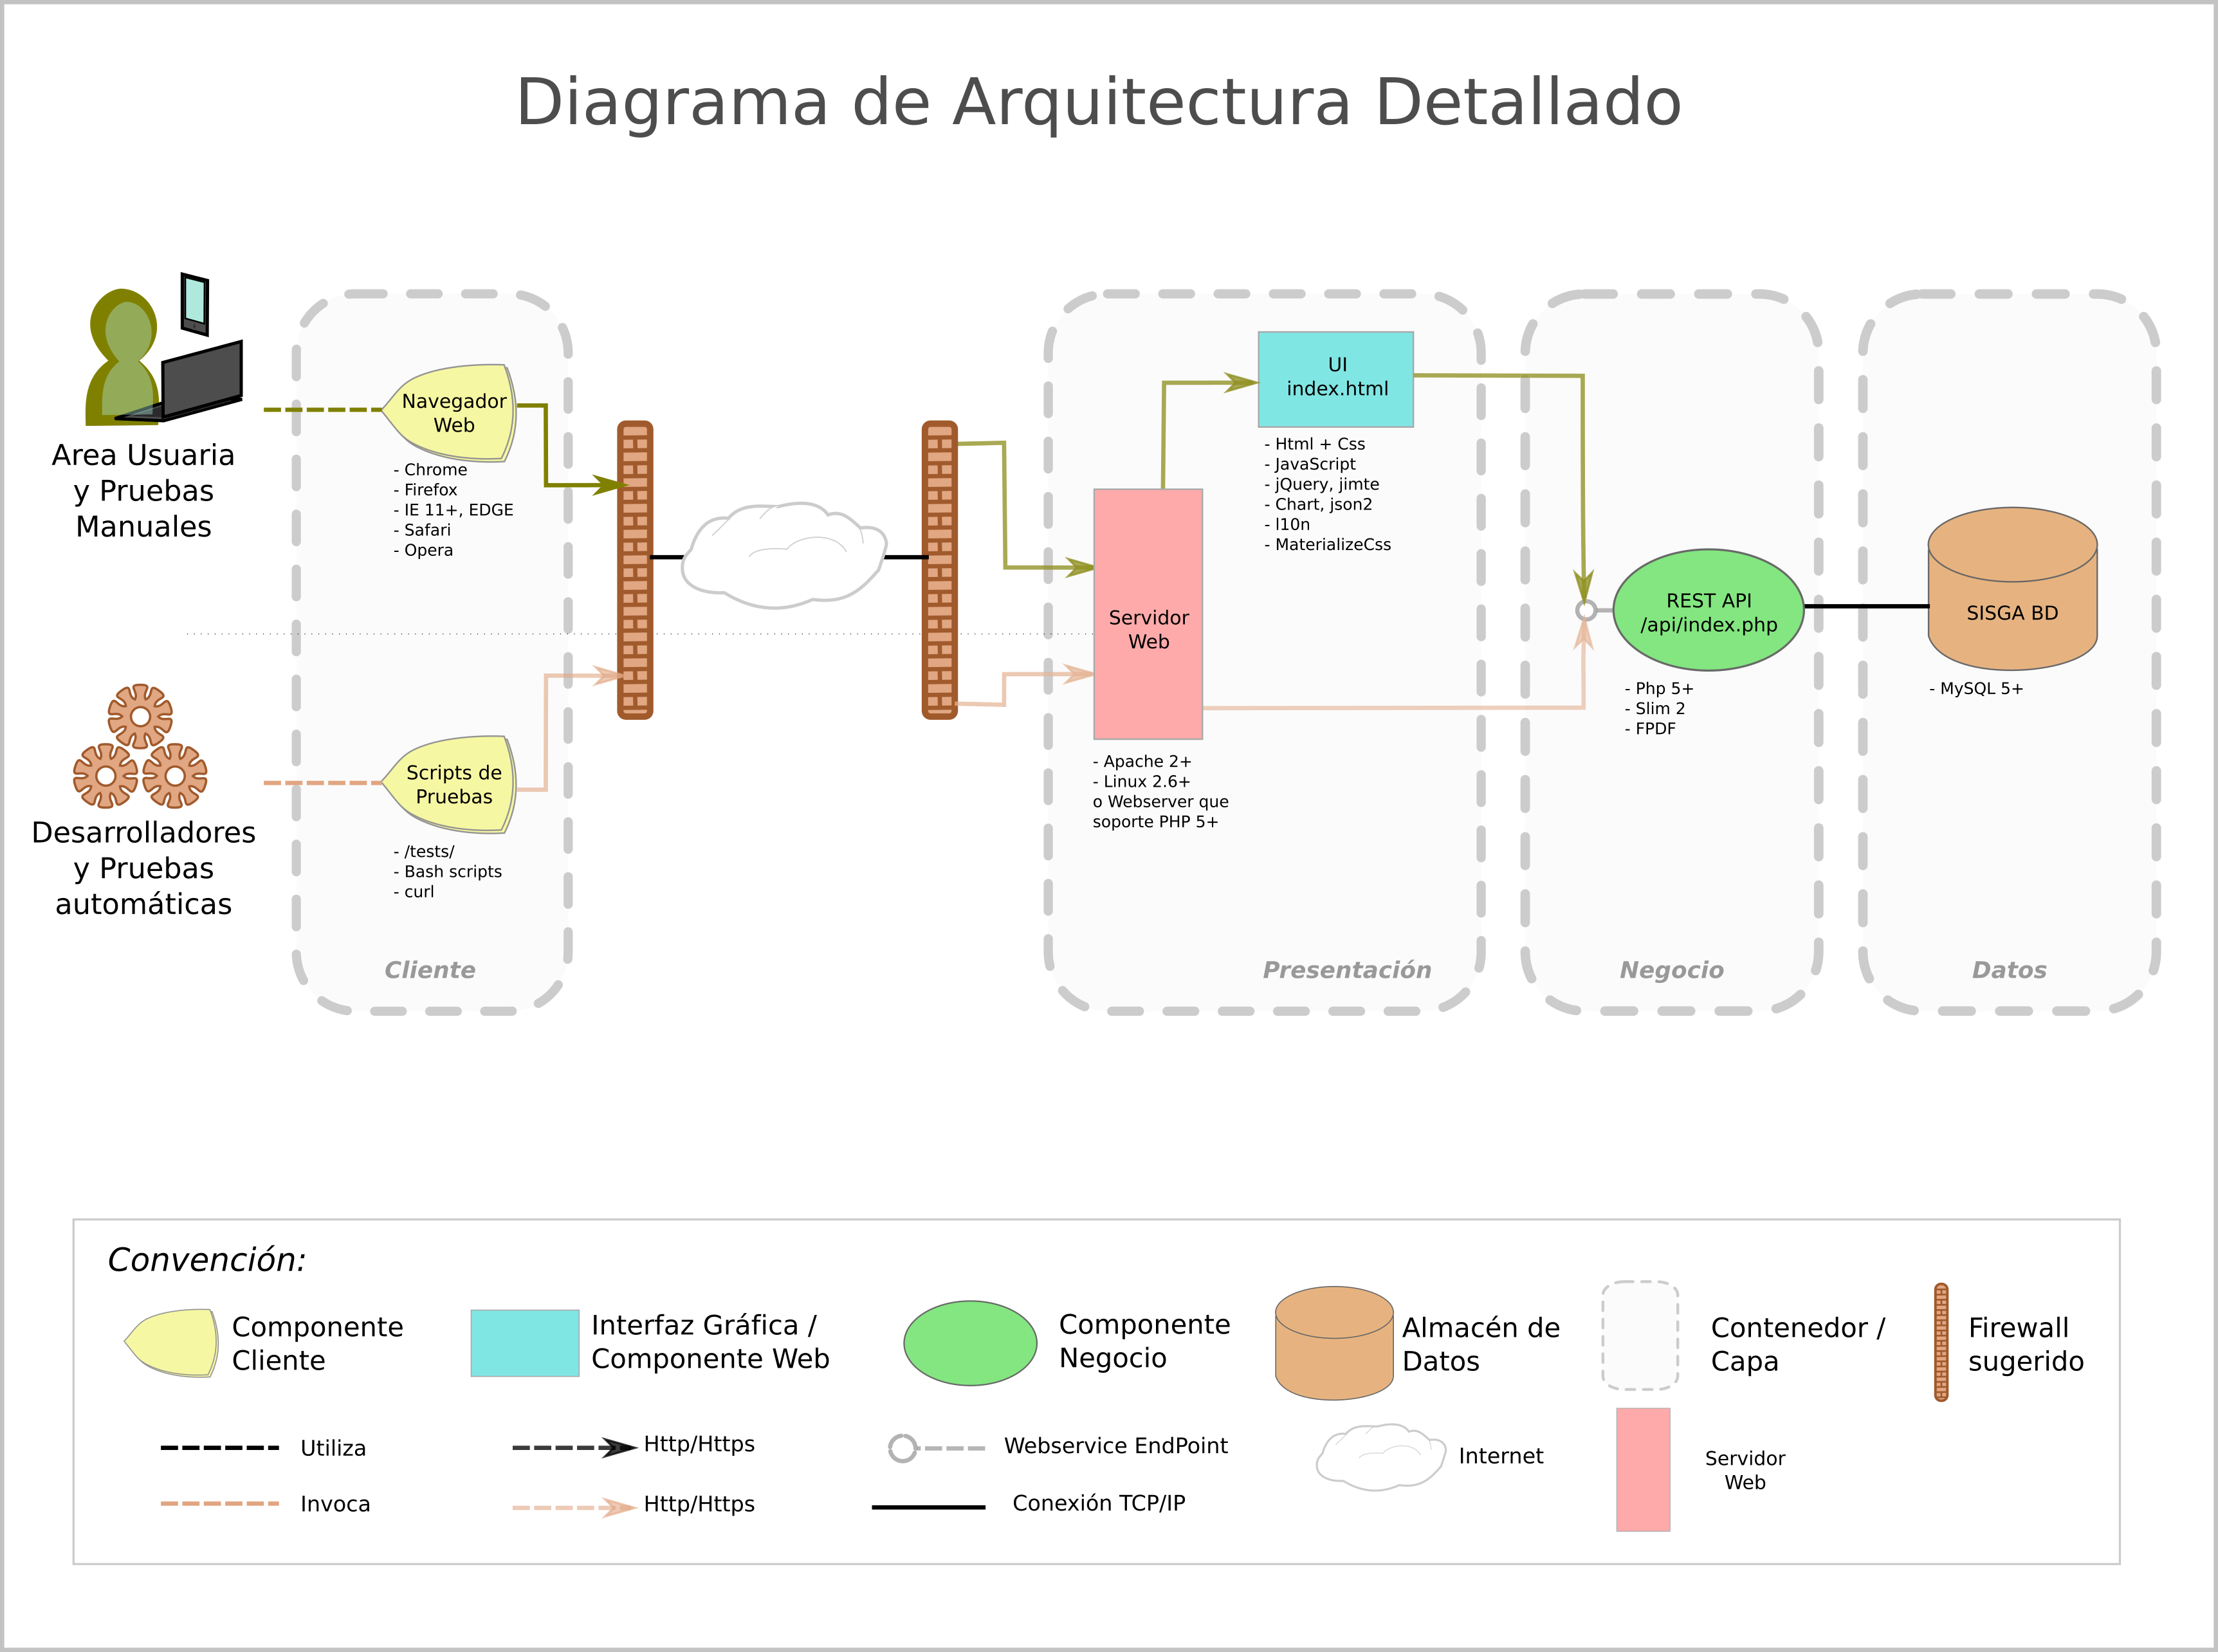 Diagrama de Arquitectura Detallado
Area Usuaria
y Pruebas
Manuales
Navegador
Web
- Chrome
- Firefox
- IE 11+, EDGE
- Safari
- Opera
Desarrolladores
y Pruebas
automáticas
Scripts de
Pruebas
- /tests/
- Bash scripts
- curl
Cliente
Servidor
Web
- Apache 2+
- Linux 2.6+
o Webserver que
soporte PHP 5+
UI
index.html
- Html + Css
- JavaScript
- jQuery, jimte
- Chart, json2
- l10n
- MaterializeCss
Presentación
REST API
/api/index.php
- Php 5+
- Slim 2
- FPDF
Negocio
SISGA BD
- MySQL 5+
Datos
Convención:
Componente
Cliente
Interfaz Gráfica /
Componente Web
Componente
Negocio
Almacén de
Datos
Contenedor /
Capa
Firewall
sugerido
Utiliza
Http/Https
Webservice EndPoint
Internet
Servidor
Web
Invoca
Http/Https
Conexión TCP/IP